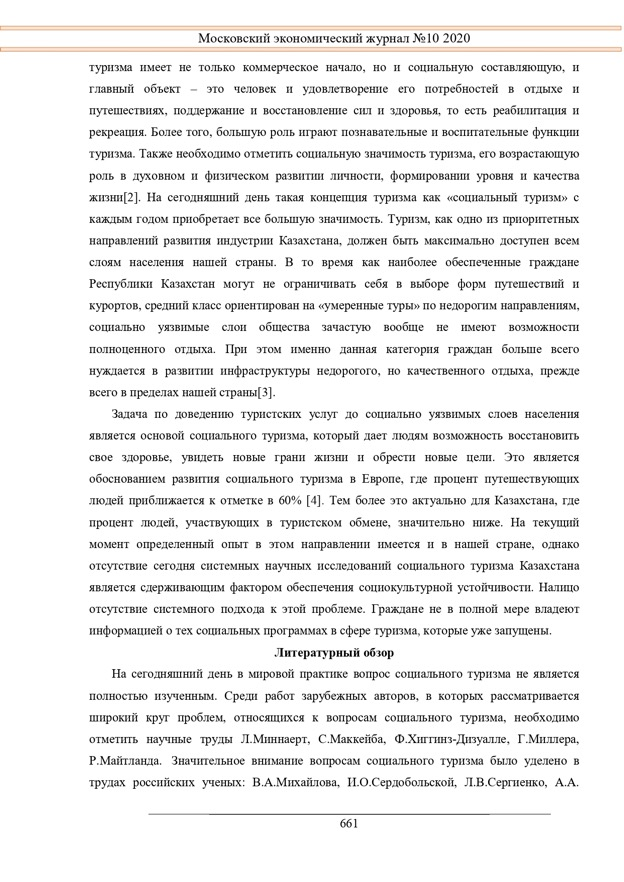 Московский экономический журнал №10 2020
туризма имеет не только коммерческое начало, но и социальную составляющую, и
главный объект – это человек и удовлетворение его потребностей в отдыхе и
путешествиях, поддержание и восстановление сил и здоровья, то есть реабилитация и
рекреация. Более того, большую роль играют познавательные и воспитательные функции
туризма. Также необходимо отметить социальную значимость туризма, его возрастающую
роль в духовном и физическом развитии личности, формировании уровня и качества
жизни[2]. На сегодняшний день такая концепция туризма как «социальный туризм» с
каждым годом приобретает все большую значимость. Туризм, как одно из приоритетных
направлений развития индустрии Казахстана, должен быть максимально доступен всем
слоям населения нашей страны. В то время как наиболее обеспеченные граждане
Республики Казахстан могут не ограничивать себя в выборе форм путешествий и
курортов, средний класс ориентирован на «умеренные туры» по недорогим направлениям,
социально уязвимые слои общества зачастую вообще не имеют возможности
полноценного отдыха. При этом именно данная категория граждан больше всего
нуждается в развитии инфраструктуры недорогого, но качественного отдыха, прежде
всего в пределах нашей страны[3].
Задача по доведению туристских услуг до социально уязвимых слоев населения
является основой социального туризма, который дает людям возможность восстановить
свое здоровье, увидеть новые грани жизни и обрести новые цели. Это является
обоснованием развития социального туризма в Европе, где процент путешествующих
людей приближается к отметке в 60% [4]. Тем более это актуально для Казахстана, где
процент людей, участвующих в туристском обмене, значительно ниже. На текущий
момент определенный опыт в этом направлении имеется и в нашей стране, однако
отсутствие сегодня системных научных исследований социального туризма Казахстана
является сдерживающим фактором обеспечения социокультурной устойчивости. Налицо
отсутствие системного подхода к этой проблеме. Граждане не в полной мере владеют
информацией о тех социальных программах в сфере туризма, которые уже запущены.
Литературный обзор
На сегодняшний день в мировой практике вопрос социального туризма не является
полностью изученным. Среди работ зарубежных авторов, в которых рассматривается
широкий круг проблем, относящихся к вопросам социального туризма, необходимо
отметить научные труды Л.Миннаерт, С.Маккейба, Ф.Хиггинз-Дизуалле, Г.Миллера,
Р.Майтланда. Значительное внимание вопросам социального туризма было уделено в
трудах российских ученых: В.А.Михайлова, И.О.Сердобольской, Л.В.Сергиенко, А.А.
661